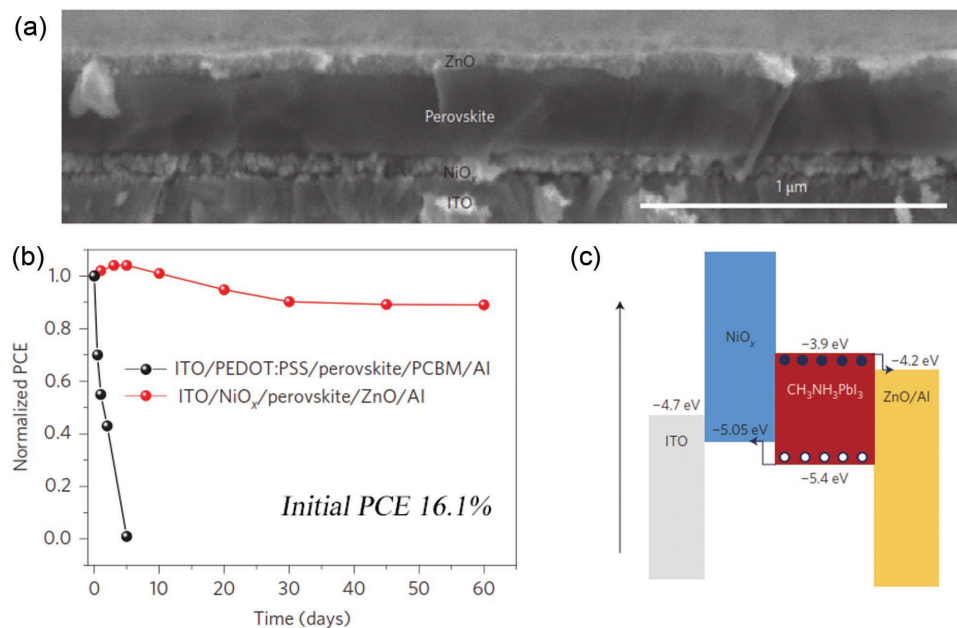 (a)
ZnO
Perovskite
NiOₓ
ITO
1 μm
(b)
Normalized PCE
1.0
0.8
0.6
0.4
0.2
0.0
ITO/PEDOT:PSS/perovskite/PCBM/Al
ITO/NiOₓ/perovskite/ZnO/Al
Initial PCE 16.1%
0 10 20 30 40 50 60
Time (days)
(c)
NiOₓ
−3.9 eV
−4.2 eV
CH₃NH₃PbI₃
ZnO/Al
−4.7 eV
ITO
−5.05 eV
−5.4 eV